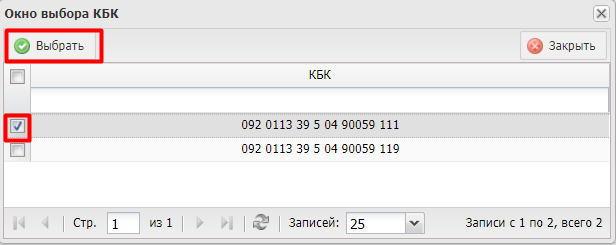 Окно выбора КБК
Выбрать Закрыть
КБК
092 0113 39 5 04 90059 111
092 0113 39 5 04 90059 119
Стр. 1 из 1 Записей: 25 Записи с 1 по 2, всего 2